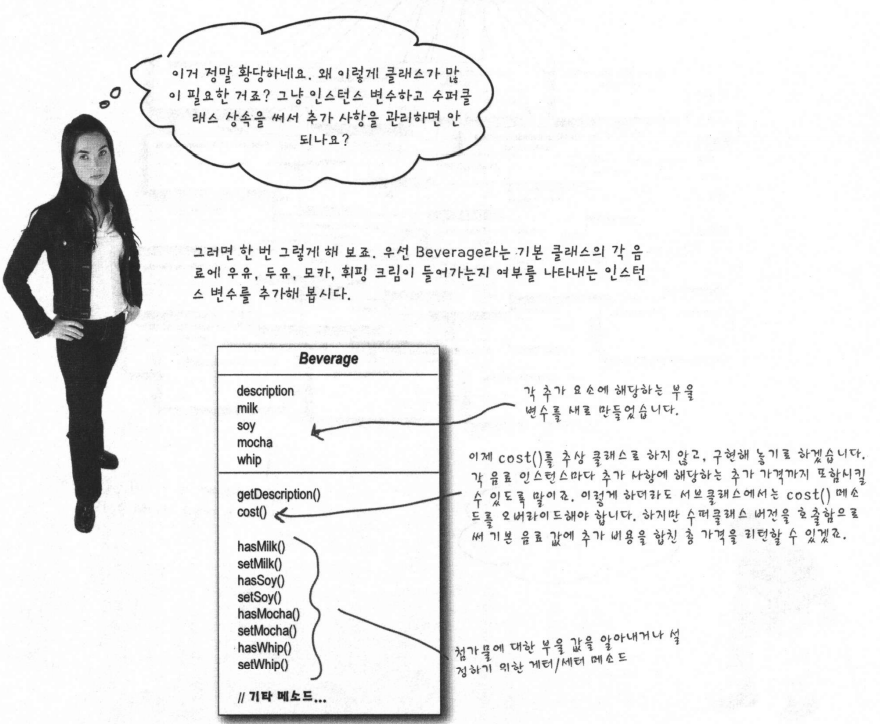 이거 정말 황당하네요. 왜 이렇게 클래스가 많
이 필요한 거죠? 그냥 인스턴스 변수하고 수퍼클
래스 상속을 써서 추가 사항을 관리하면 안
되나요?
그러면 한 번 그렇게 해 보죠. 우선 Beverage라는 기본 클래스의 각 음
료에 우유, 두유, 모카, 휘핑 크림이 들어가는지 여부를 나타내는 인스턴
스 변수를 추가해 봅시다.
Beverage
description
milk
soy
mocha
whip
각 추가 요소에 해당하는 부울
변수를 새로 만들었습니다.
getDescription()
cost()
이제 cost()를 추상 클래스로 하지 않고, 구현해 놓기로 하겠습니다.
각 음료 인스턴스마다 추가 사항에 해당하는 추가 가격까지 포함시킬
수 있도록 말이죠. 이렇게 하더라도 서브클래스에서는 cost() 메소
드를 오버라이드해야 합니다. 하지만 수퍼클래스 버전을 호출함으로
써 기본 음료 값에 추가 비용을 합친 총 가격을 리턴할 수 있겠죠.
hasMilk()
setMilk()
hasSoy()
setSoy()
hasMocha()
setMocha()
hasWhip()
setWhip()
첨가물에 대한 부울 값을 알아내거나 설
정하기 위한 게터/세터 메소드
// 기타 메소드...